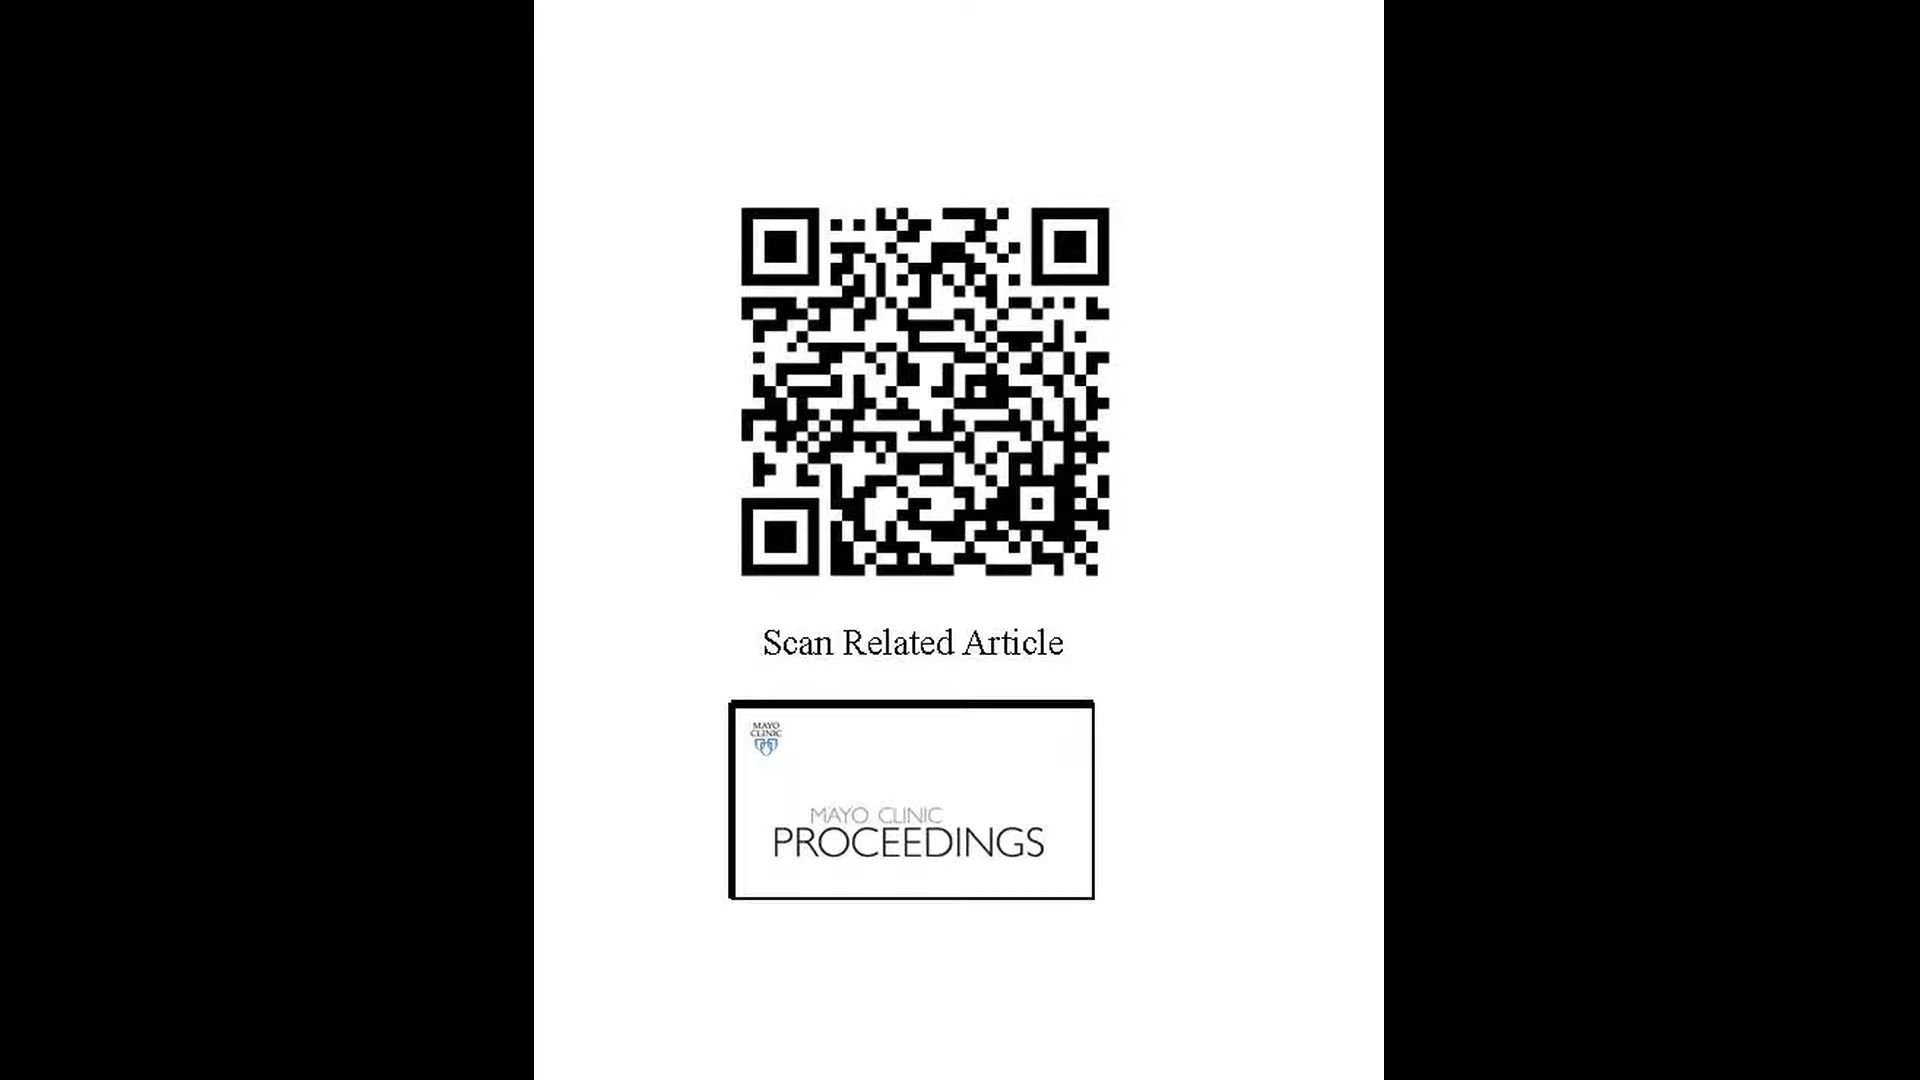 Scan Related Article
MAYO
CLINIC
MAYO CLINIC
PROCEEDINGS